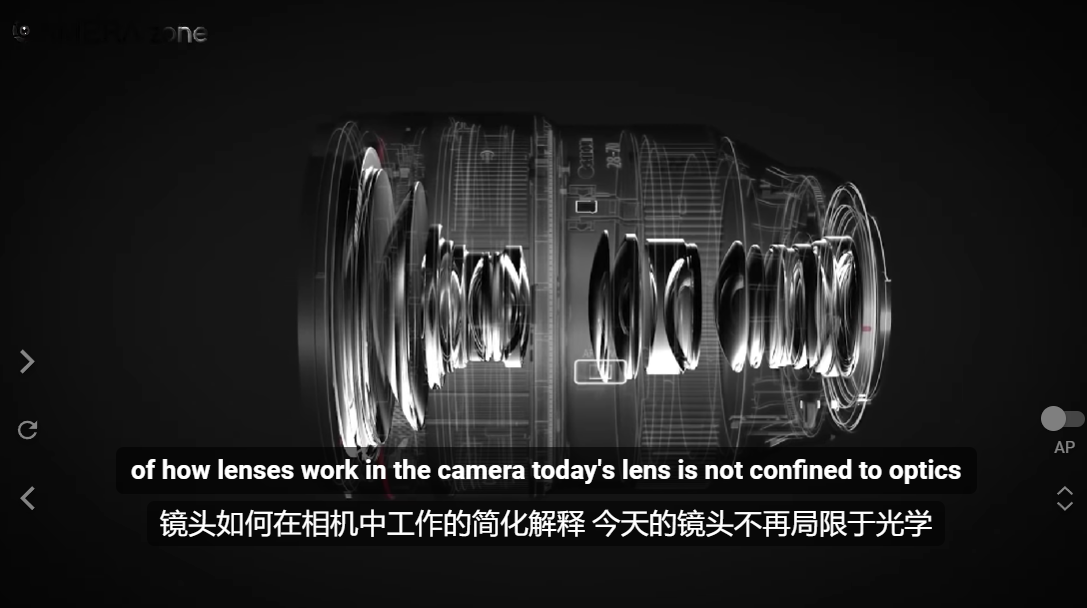 zone
Canon
28-70
of how lenses work in the camera today's lens is not confined to optics
镜头如何在相机中工作的简化解释 今天的镜头不再局限于光学
AP